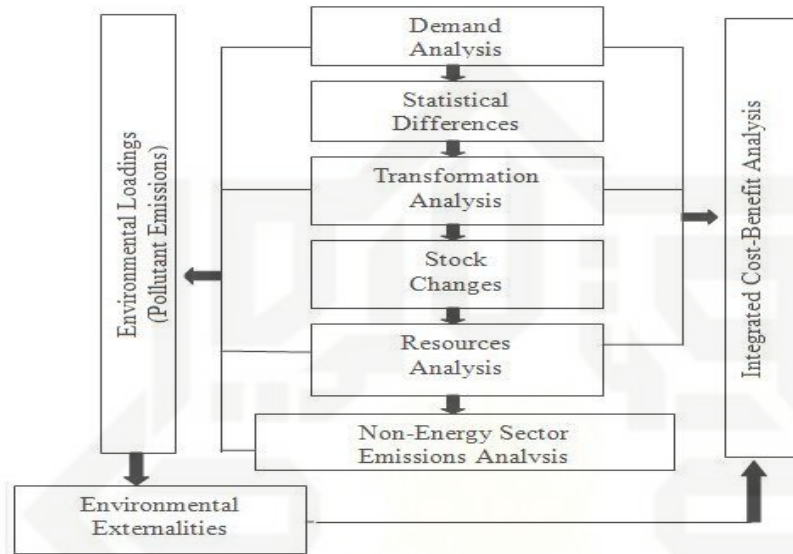 Demand
Analysis
Statistical
Differences
Transformation
Analysis
Stock
Changes
Resources
Analysis
Non-Energy Sector
Emissions Analysis
Environmental Loadings
(Pollutant Emissions)
Integrated Cost-Benefit Analysis
Environmental
Externalities